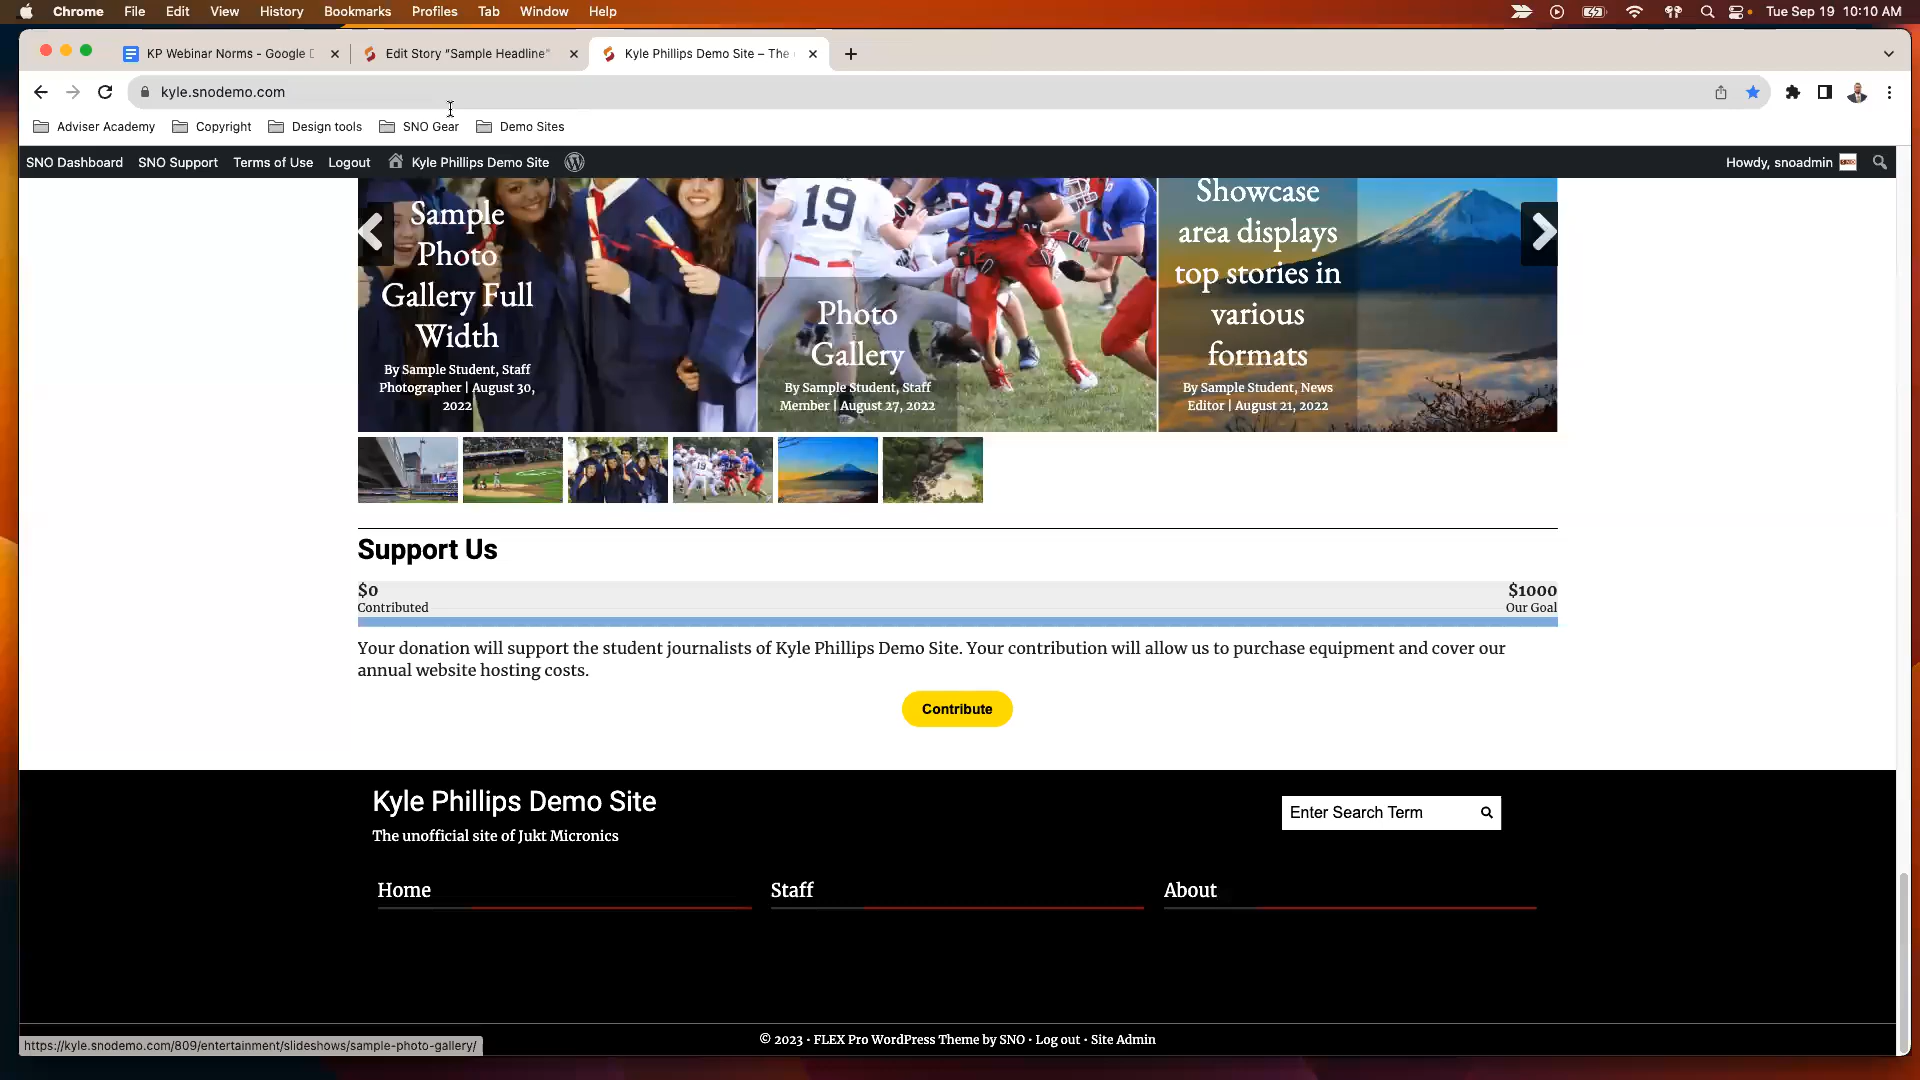 Chrome File Edit View History Bookmarks Profiles Tab Window Help Tue Sep 19 10:10 AM
KP Webinar Norms - Google D
Edit Story "Sample Headline"
Kyle Phillips Demo Site – The
kyle.snodemo.com
Adviser Academy Copyright Design tools SNO Gear Demo Sites
SNO Dashboard SNO Support Terms of Use Logout Kyle Phillips Demo Site Howdy, snoadmin
Sample
Photo
Gallery Full
Width
By Sample Student, Staff
Photographer | August 30,
2022
19
31
Photo
Gallery
By Sample Student, Staff
Member | August 27, 2022
Showcase
area displays
top stories in
various
formats
By Sample Student, News
Editor | August 21, 2022
Support Us
$0 $1000
Contributed Our Goal
Your donation will support the student journalists of Kyle Phillips Demo Site. Your contribution will allow us to purchase equipment and cover our
annual website hosting costs.
Contribute
Kyle Phillips Demo Site
Enter Search Term
The unofficial site of Jukt Micronics
Home Staff About
© 2023 • FLEX Pro WordPress Theme by SNO • Log out • Site Admin
https://kyle.snodemo.com/809/entertainment/slideshows/sample-photo-gallery/